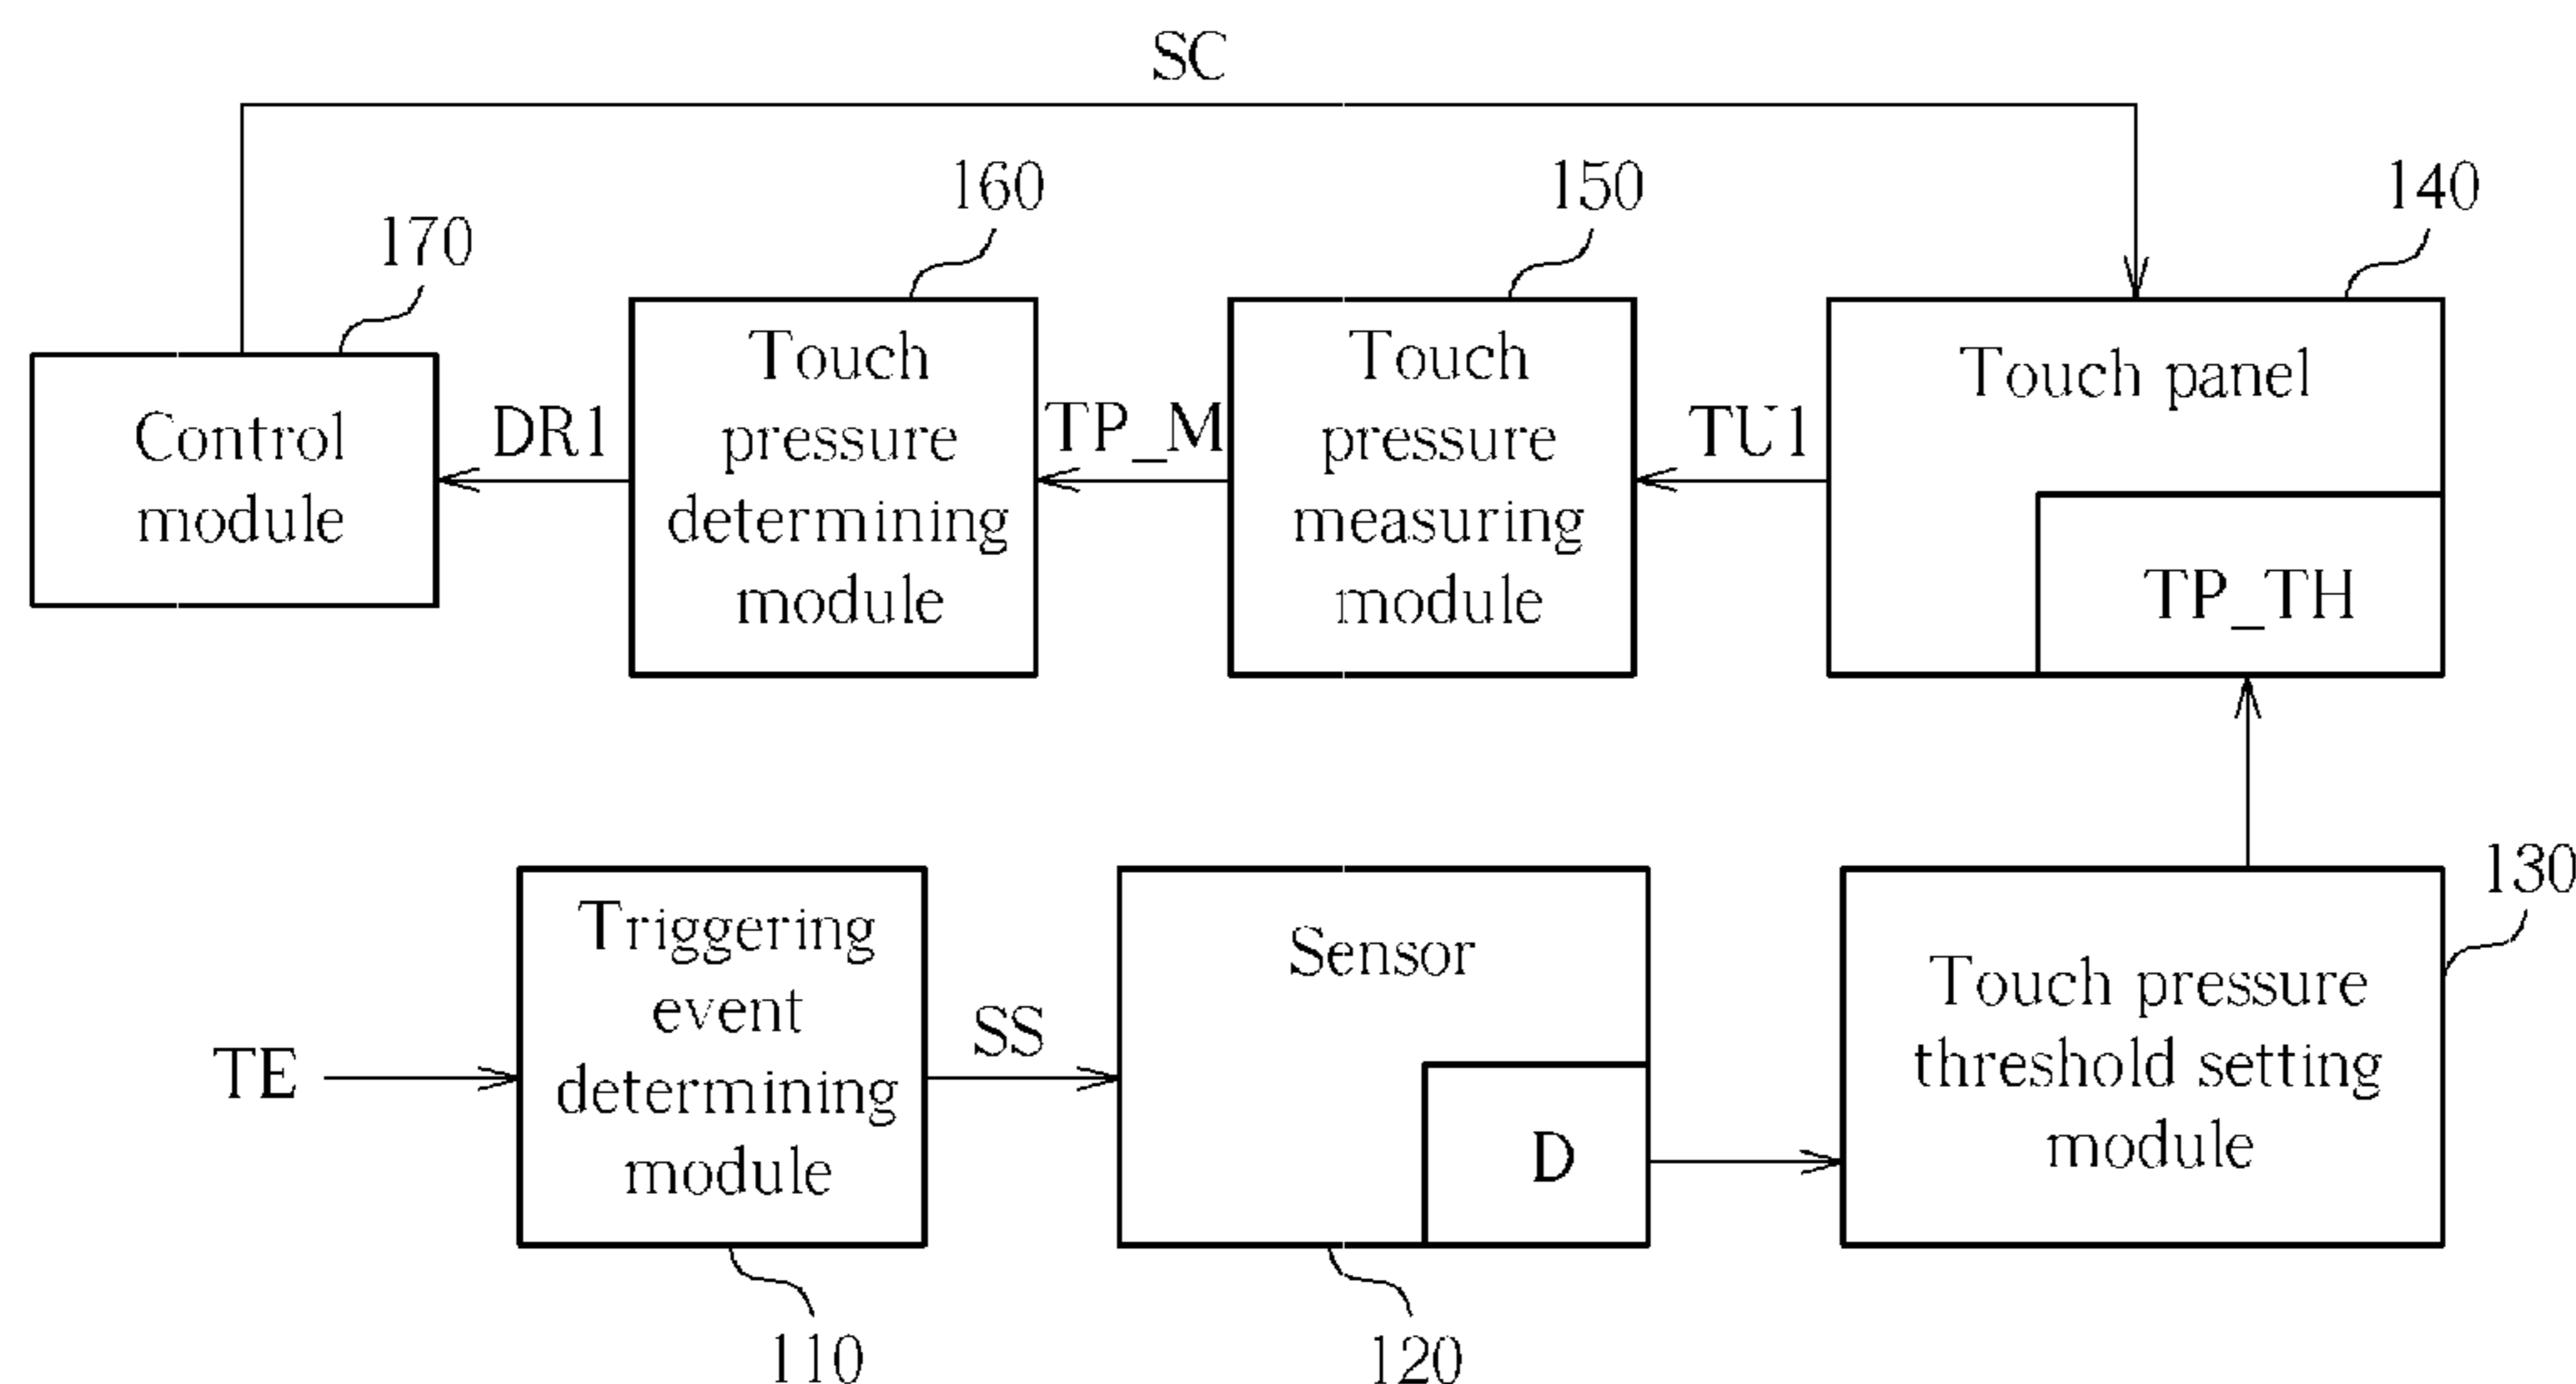 SC
170
160
150
140
Control
module
DR1
Touch
pressure
determining
module
TP_M
Touch
pressure
measuring
module
TU1
Touch panel
TP_TH
TE
Triggering
event
determining
module
110
SS
Sensor
D
120
Touch pressure
threshold setting
module
130